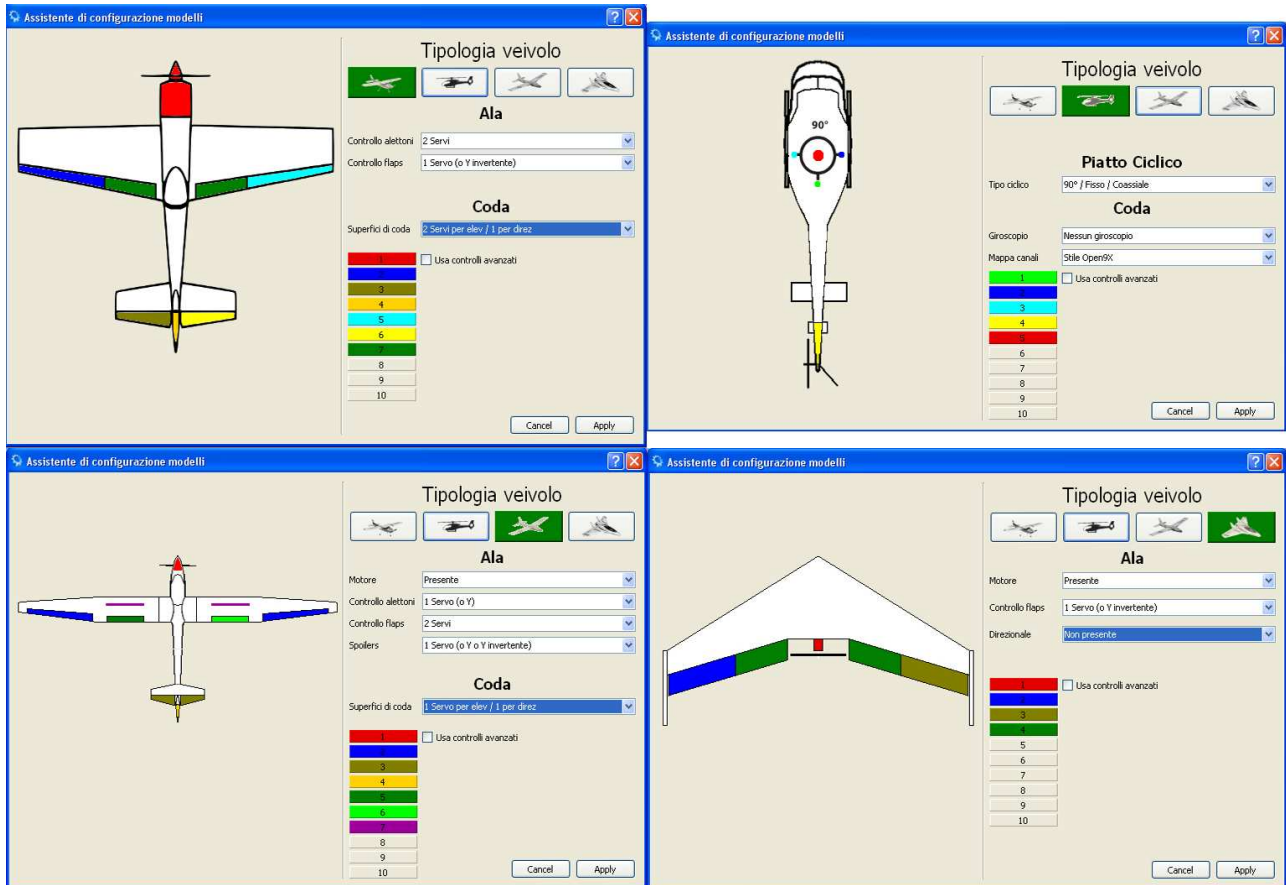 Assistente di configurazione modelli
Tipologia veivolo
Ala
Controllo alettoni 2 Servi
Controllo flaps 1 Servo (o Y invertente)
Coda
Superfici di coda 2 Servi per elev / 1 per direz
1 Usa controlli avanzati
3
4
5
6
7
8
9
10
Cancel Apply
Assistente di configurazione modelli
90°
Tipologia veivolo
Piatto Ciclico
Tipo ciclico 90° / Fisso / Coassiale
Coda
Giroscopio Nessun giroscopio
Mappa canali Stile Open9X
1 Usa controlli avanzati
3
4
5
6
7
8
9
10
Cancel Apply
Assistente di configurazione modelli
Tipologia veivolo
Ala
Motore Presente
Controllo alettoni 1 Servo (o Y)
Controllo flaps 2 Servi
Spoilers 1 Servo (o Y o Y invertente)
Coda
Superfici di coda 1 Servo per elev / 1 per direz
1 Usa controlli avanzati
3
4
5
6
7
8
9
10
Cancel Apply
Assistente di configurazione modelli
Tipologia veivolo
Ala
Motore Presente
Controllo flaps 1 Servo (o Y invertente)
Direzionale Non presente
1 Usa controlli avanzati
3
4
5
6
7
8
9
10
Cancel Apply